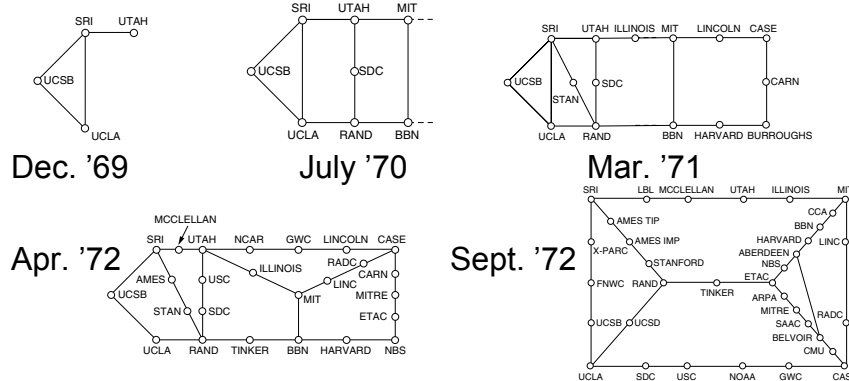 SRI UTAH
UCSB
UCLA
Dec. '69
SRI UTAH MIT
UCSB SDC
UCLA RAND BBN
July '70
SRI UTAH ILLINOIS MIT LINCOLN CASE
UCSB STAN SDC CARN
UCLA RAND BBN HARVARD BURROUGHS
Mar. '71
Apr. '72
MCCLELLAN
SRI UTAH NCAR GWC LINCOLN CASE
RADC
AMES USC ILLINOIS CARN
LINC
UCSB MIT MITRE
STAN SDC ETAC
UCLA RAND TINKER BBN HARVARD NBS
Sept. '72
SRI LBL MCCLELLAN UTAH ILLINOIS MI
CCA
AMES TIP BBN
X-PARC AMES IMP HARVARD LINC
ABERDEEN
STANFORD NBS
ETAC
FNWC RAND TINKER
ARPA
MITRE RADC
UCSB UCSD SAAC
BELVOIR
CMU
UCLA SDC USC NOAA GWC CAS